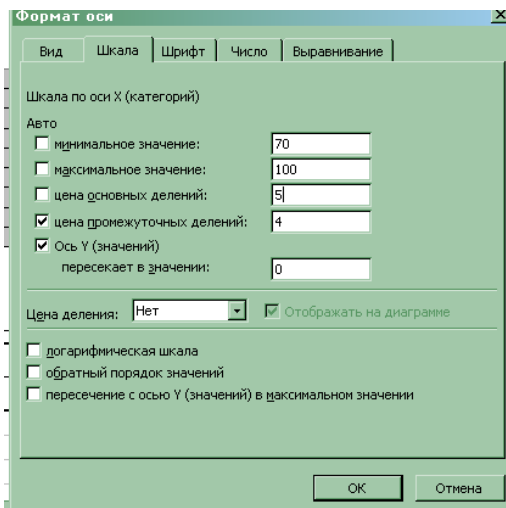 Формат оси
Вид Шкала Шрифт Число Выравнивание
Шкала по оси X (категорий)
Авто
минимальное значение: 70
максимальное значение: 100
цена основных делений: 5
цена промежуточных делений: 4
Ось Y (значений)
пересекает в значении: 0
Цена деления: Нет Отображать на диаграмме
логарифмическая шкала
обратный порядок значений
пересечение с осью Y (значений) в максимальном значении
ОК Отмена